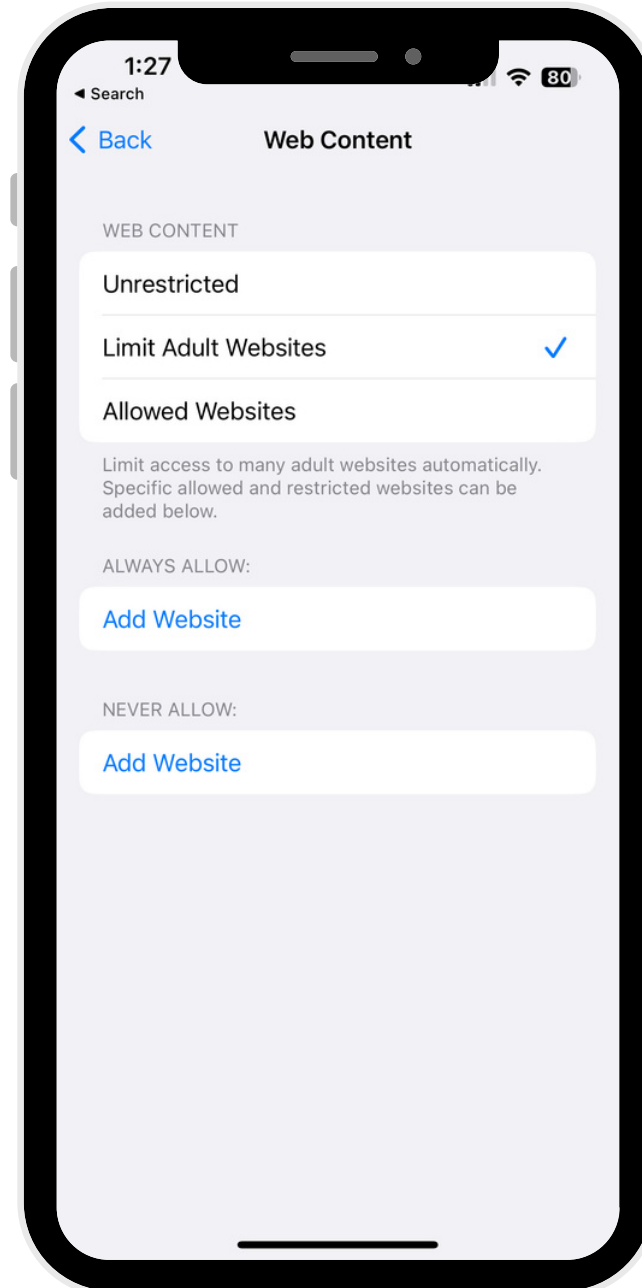 1:27
80
Search
Back
Web Content
WEB CONTENT
Unrestricted
Limit Adult Websites
Allowed Websites
Limit access to many adult websites automatically.
Specific allowed and restricted websites can be
added below.
ALWAYS ALLOW:
Add Website
NEVER ALLOW:
Add Website